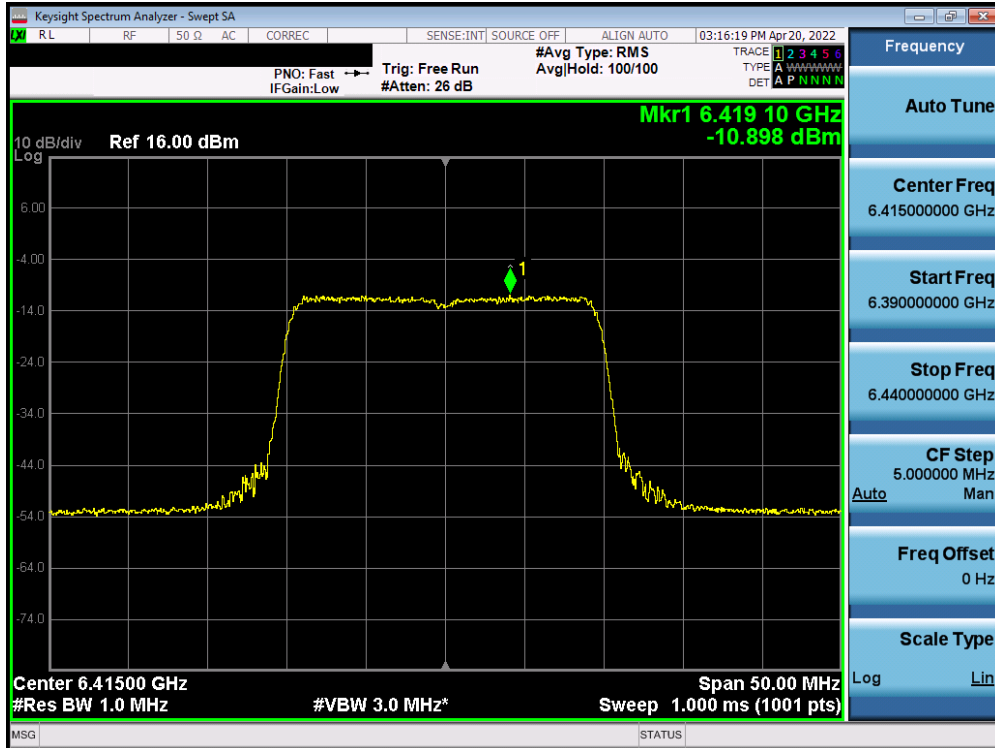 Keysight Spectrum Analyzer - Swept SA
LXI RL RF 50 Ω AC CORREC SENSE:INT SOURCE OFF ALIGN AUTO 03:16:19 PM Apr 20, 2022
PNO: Fast Trig: Free Run #Avg Type: RMS TRACE 1 2 3 4 5 6
IFGain:Low #Atten: 26 dB Avg|Hold: 100/100 TYPE A WWWWW
DET A P N N N N
Mkr1 6.419 10 GHz
-10.898 dBm
10 dB/div Ref 16.00 dBm
Log
6.00
-4.00
1
-14.0
-24.0
-34.0
-44.0
-54.0
-64.0
-74.0
Center 6.41500 GHz Span 50.00 MHz
#Res BW 1.0 MHz #VBW 3.0 MHz* Sweep 1.000 ms (1001 pts)
MSG STATUS
Frequency
Auto Tune
Center Freq
6.415000000 GHz
Start Freq
6.390000000 GHz
Stop Freq
6.440000000 GHz
CF Step
5.000000 MHz
Auto Man
Freq Offset
0 Hz
Scale Type
Log Lin